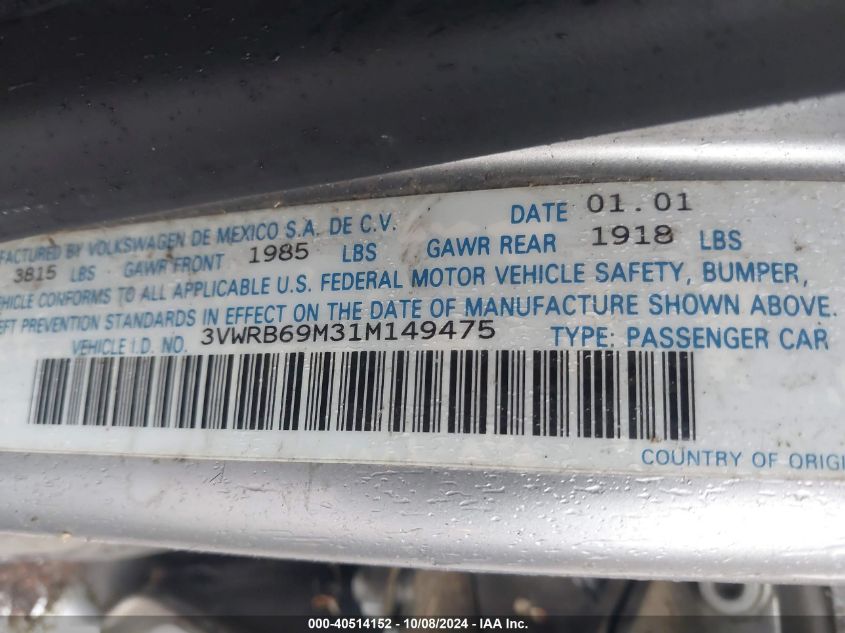 FACTURED BY VOLKSWAGEN DE MEXICO S.A. DE C.V. DATE 01.01
3815 LBS GAWR FRONT 1985 LBS GAWR REAR 1918 LBS
VEHICLE CONFORMS TO ALL APPLICABLE U.S. FEDERAL MOTOR VEHICLE SAFETY, BUMPER,
EFT PREVENTION STANDARDS IN EFFECT ON THE DATE OF MANUFACTURE SHOWN ABOVE.
VEHICLE I.D. NO. 3VWRB69M31M149475 TYPE: PASSENGER CAR
COUNTRY OF ORIGI
000-40514152 - 10/08/2024 - IAA Inc.